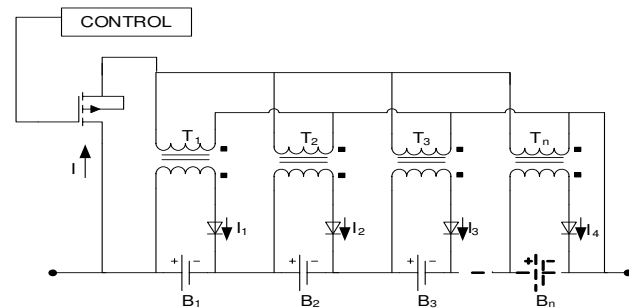 CONTROL
T1
T2
T3
Tn
I
I1
I2
I3
I4
+ -
+ -
+ -
+ -
B1
B2
B3
Bn